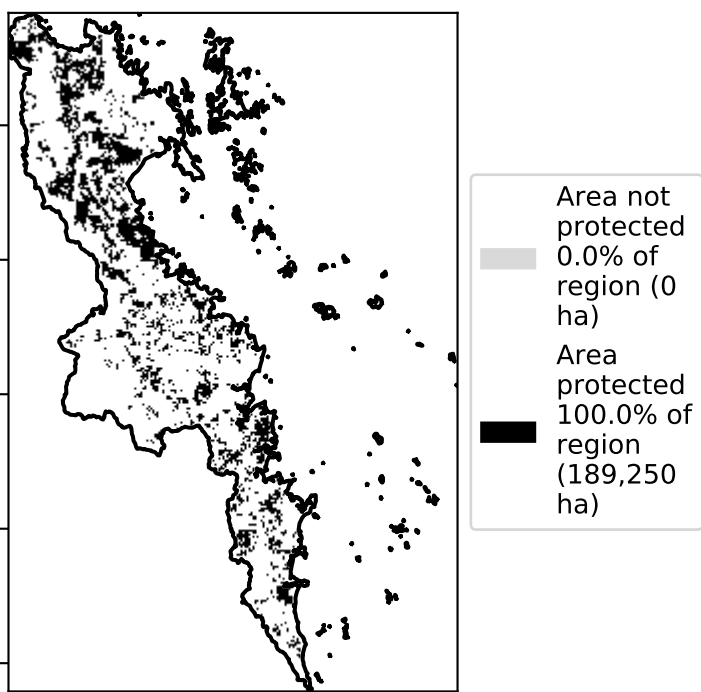 Area not
protected
0.0% of
region (0
ha)
Area
protected
100.0% of
region
(189,250
ha)